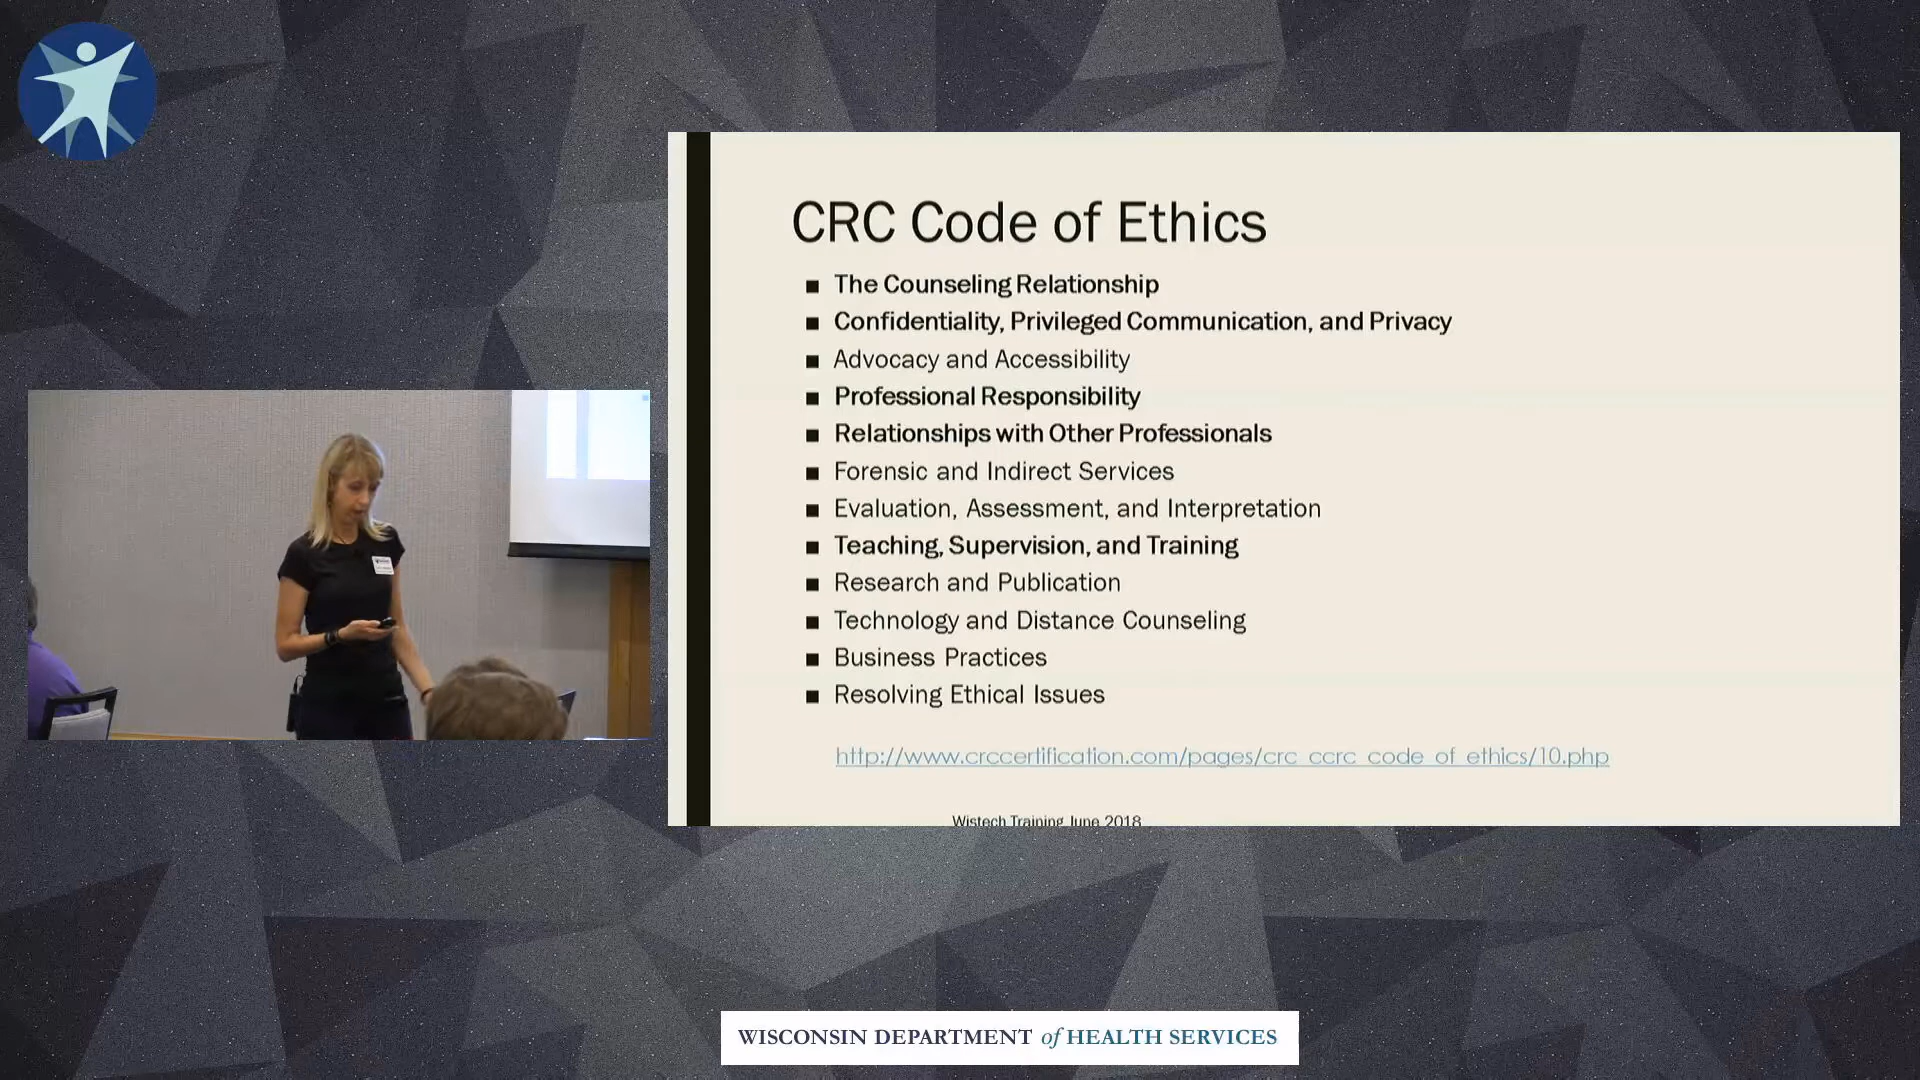 CRC Code of Ethics
The Counseling Relationship
Confidentiality, Privileged Communication, and Privacy
Advocacy and Accessibility
Professional Responsibility
Relationships with Other Professionals
Forensic and Indirect Services
Evaluation, Assessment, and Interpretation
Teaching, Supervision, and Training
Research and Publication
Technology and Distance Counseling
Business Practices
Resolving Ethical Issues
http://www.crccertification.com/pages/crc_ccrc_code_of_ethics/10.php
Wistech Training June 2018
WISCONSIN DEPARTMENT of HEALTH SERVICES